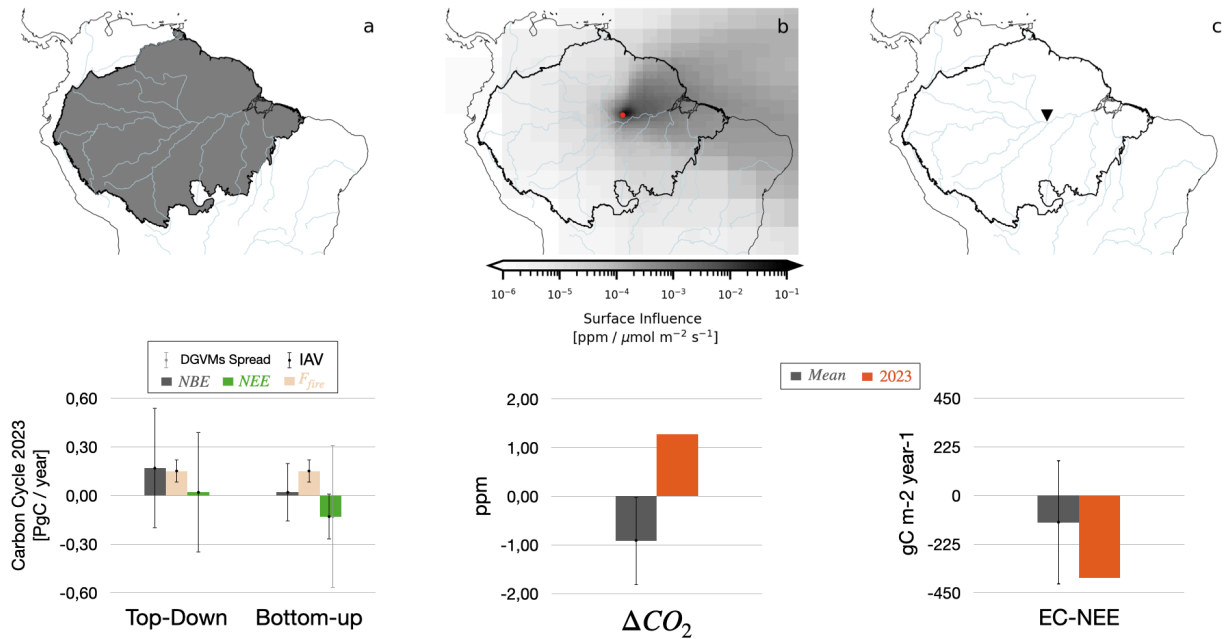 a
b
c
10⁻⁶ 10⁻⁵ 10⁻⁴ 10⁻³ 10⁻² 10⁻¹
Surface Influence
[ppm / μmol m⁻² s⁻¹]
DGVMs Spread IAV
NBE NEE F_fire
Carbon Cycle 2023
[PgC / year]
0,60
0,30
0,00
-0,30
-0,60
Top-Down Bottom-up
ppm
2,00
1,00
0,00
-1,00
-2,00
ΔCO₂
Mean 2023
gC m-2 year-1
450
225
0
-225
-450
EC-NEE